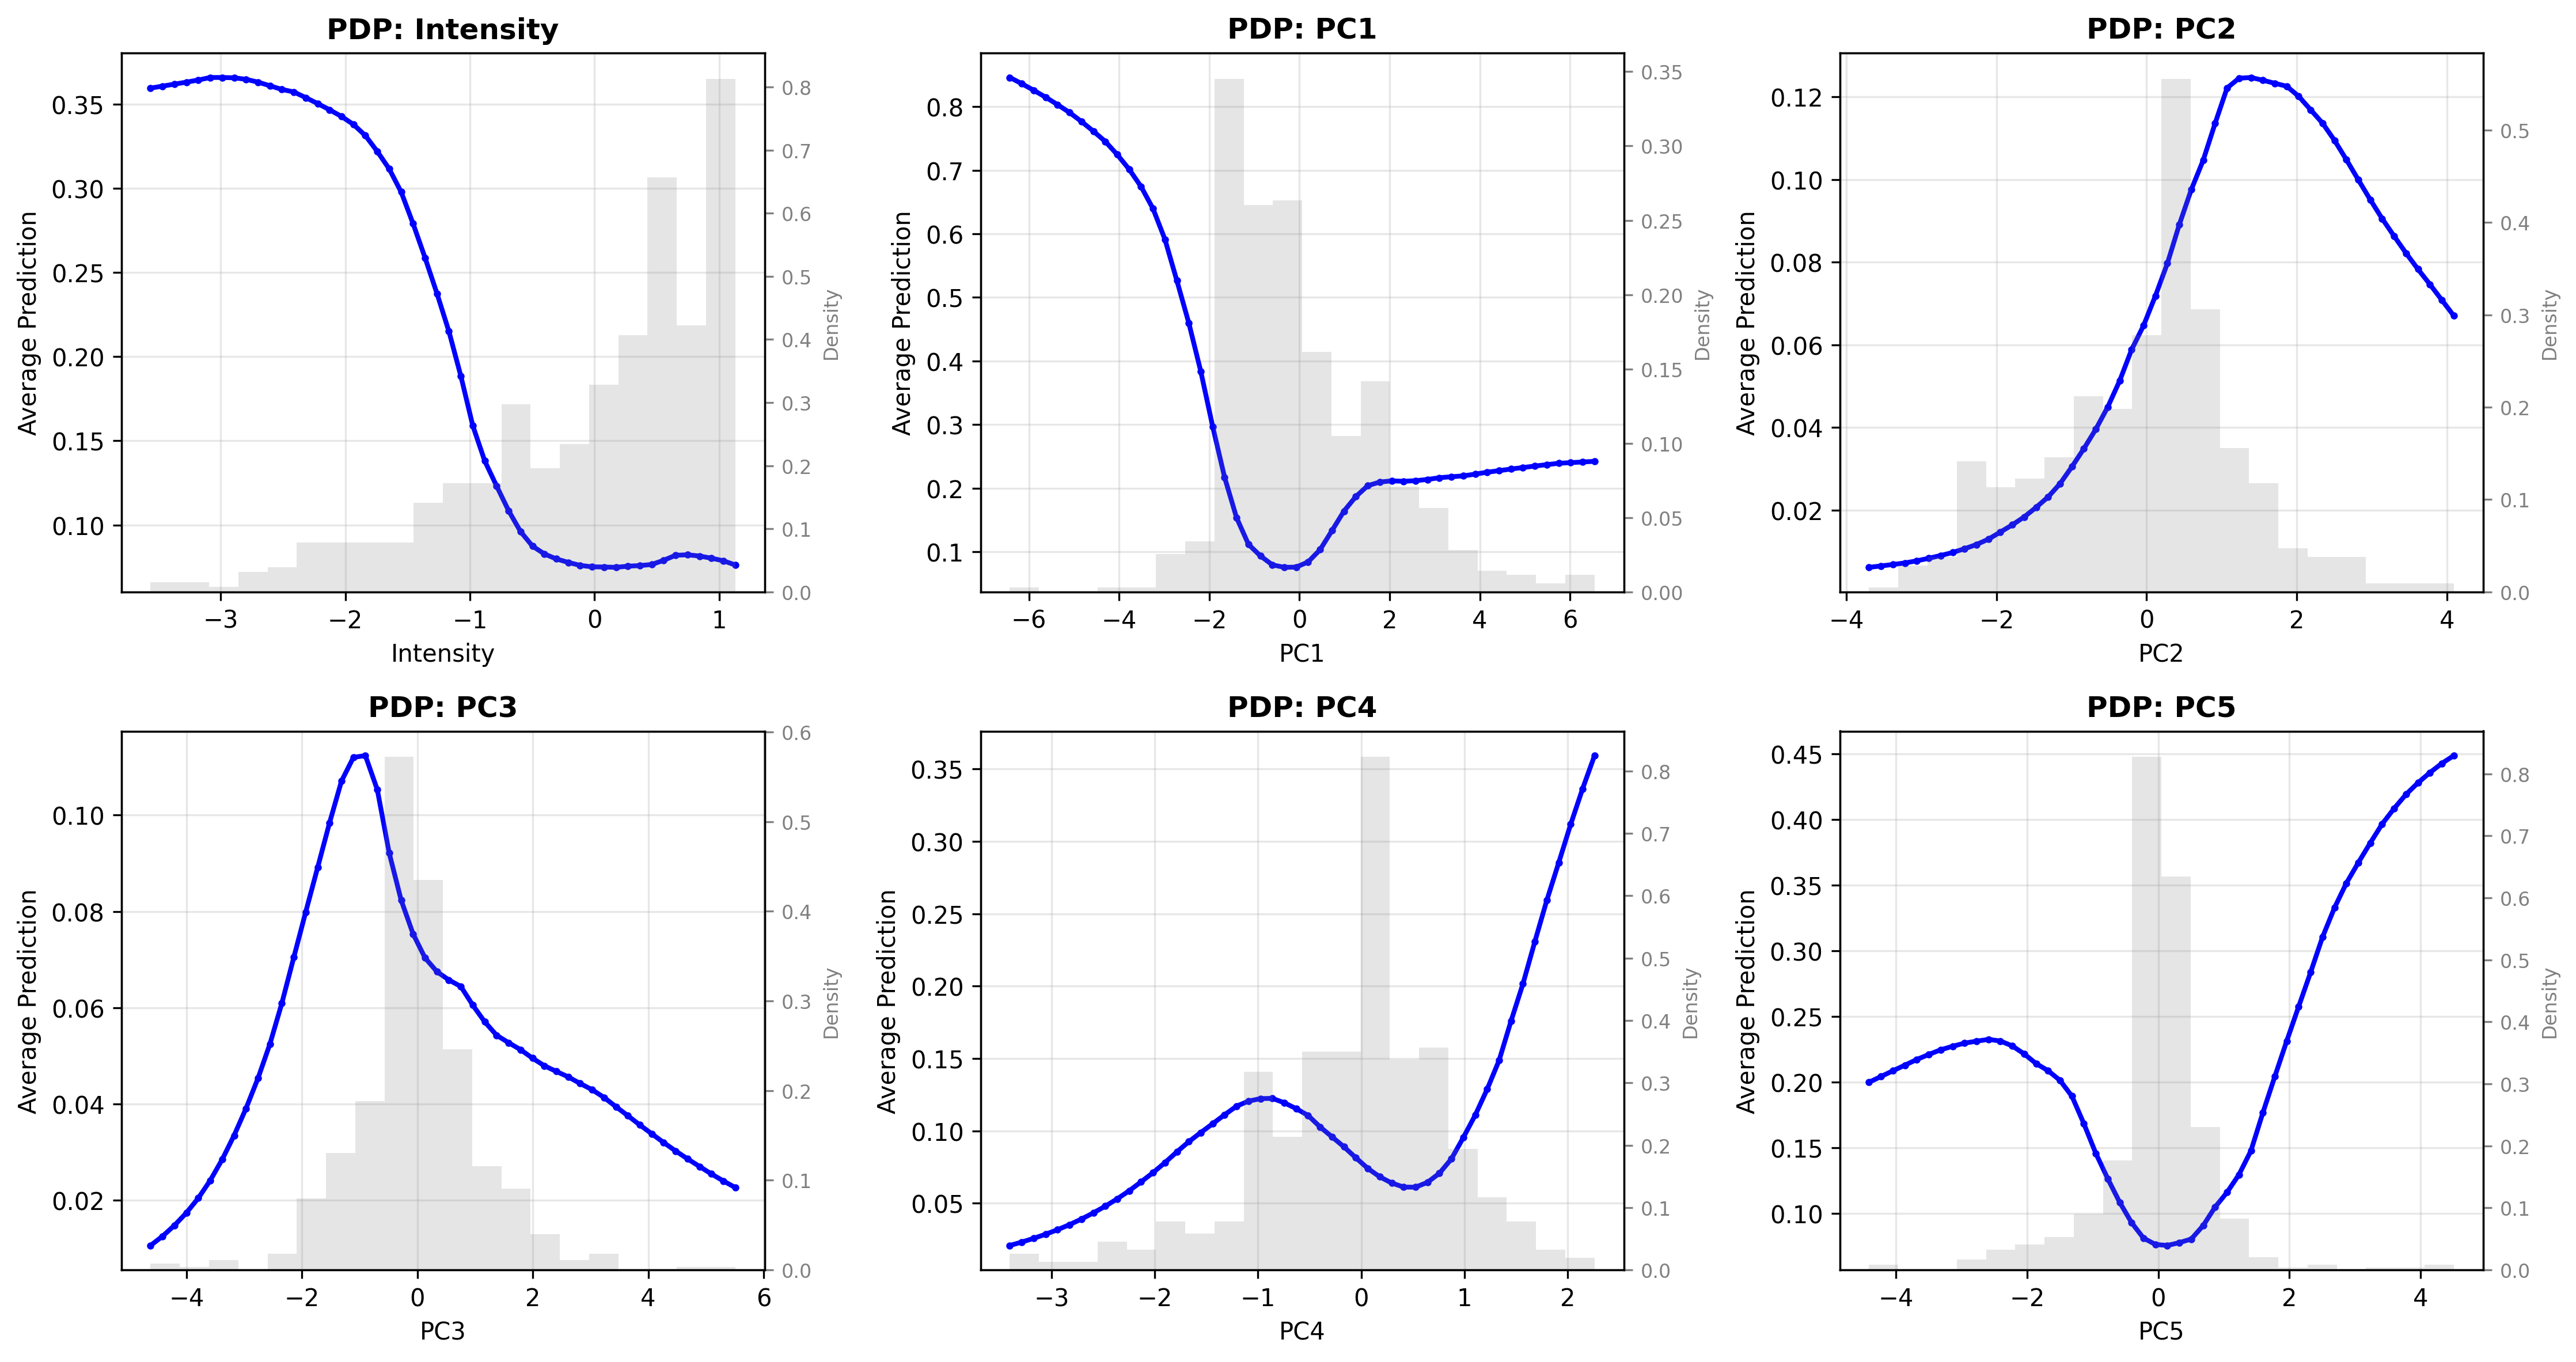 PDP: Intensity
0.35
0.30
0.25
0.20
0.15
0.10
Average Prediction
0.8
0.7
0.6
0.5
0.4
0.3
0.2
0.1
0.0
Density
−3 −2 −1 0 1
Intensity
PDP: PC1
0.8
0.7
0.6
0.5
0.4
0.3
0.2
0.1
Average Prediction
0.35
0.30
0.25
0.20
0.15
0.10
0.05
0.00
Density
−6 −4 −2 0 2 4 6
PC1
PDP: PC2
0.12
0.10
0.08
0.06
0.04
0.02
Average Prediction
0.5
0.4
0.3
0.2
0.1
0.0
Density
−4 −2 0 2 4
PC2
PDP: PC3
0.10
0.08
0.06
0.04
0.02
Average Prediction
0.6
0.5
0.4
0.3
0.2
0.1
0.0
Density
−4 −2 0 2 4 6
PC3
PDP: PC4
0.35
0.30
0.25
0.20
0.15
0.10
0.05
Average Prediction
0.8
0.7
0.6
0.5
0.4
0.3
0.2
0.1
0.0
Density
−3 −2 −1 0 1 2
PC4
PDP: PC5
0.45
0.40
0.35
0.30
0.25
0.20
0.15
0.10
Average Prediction
0.8
0.7
0.6
0.5
0.4
0.3
0.2
0.1
0.0
Density
−4 −2 0 2 4
PC5